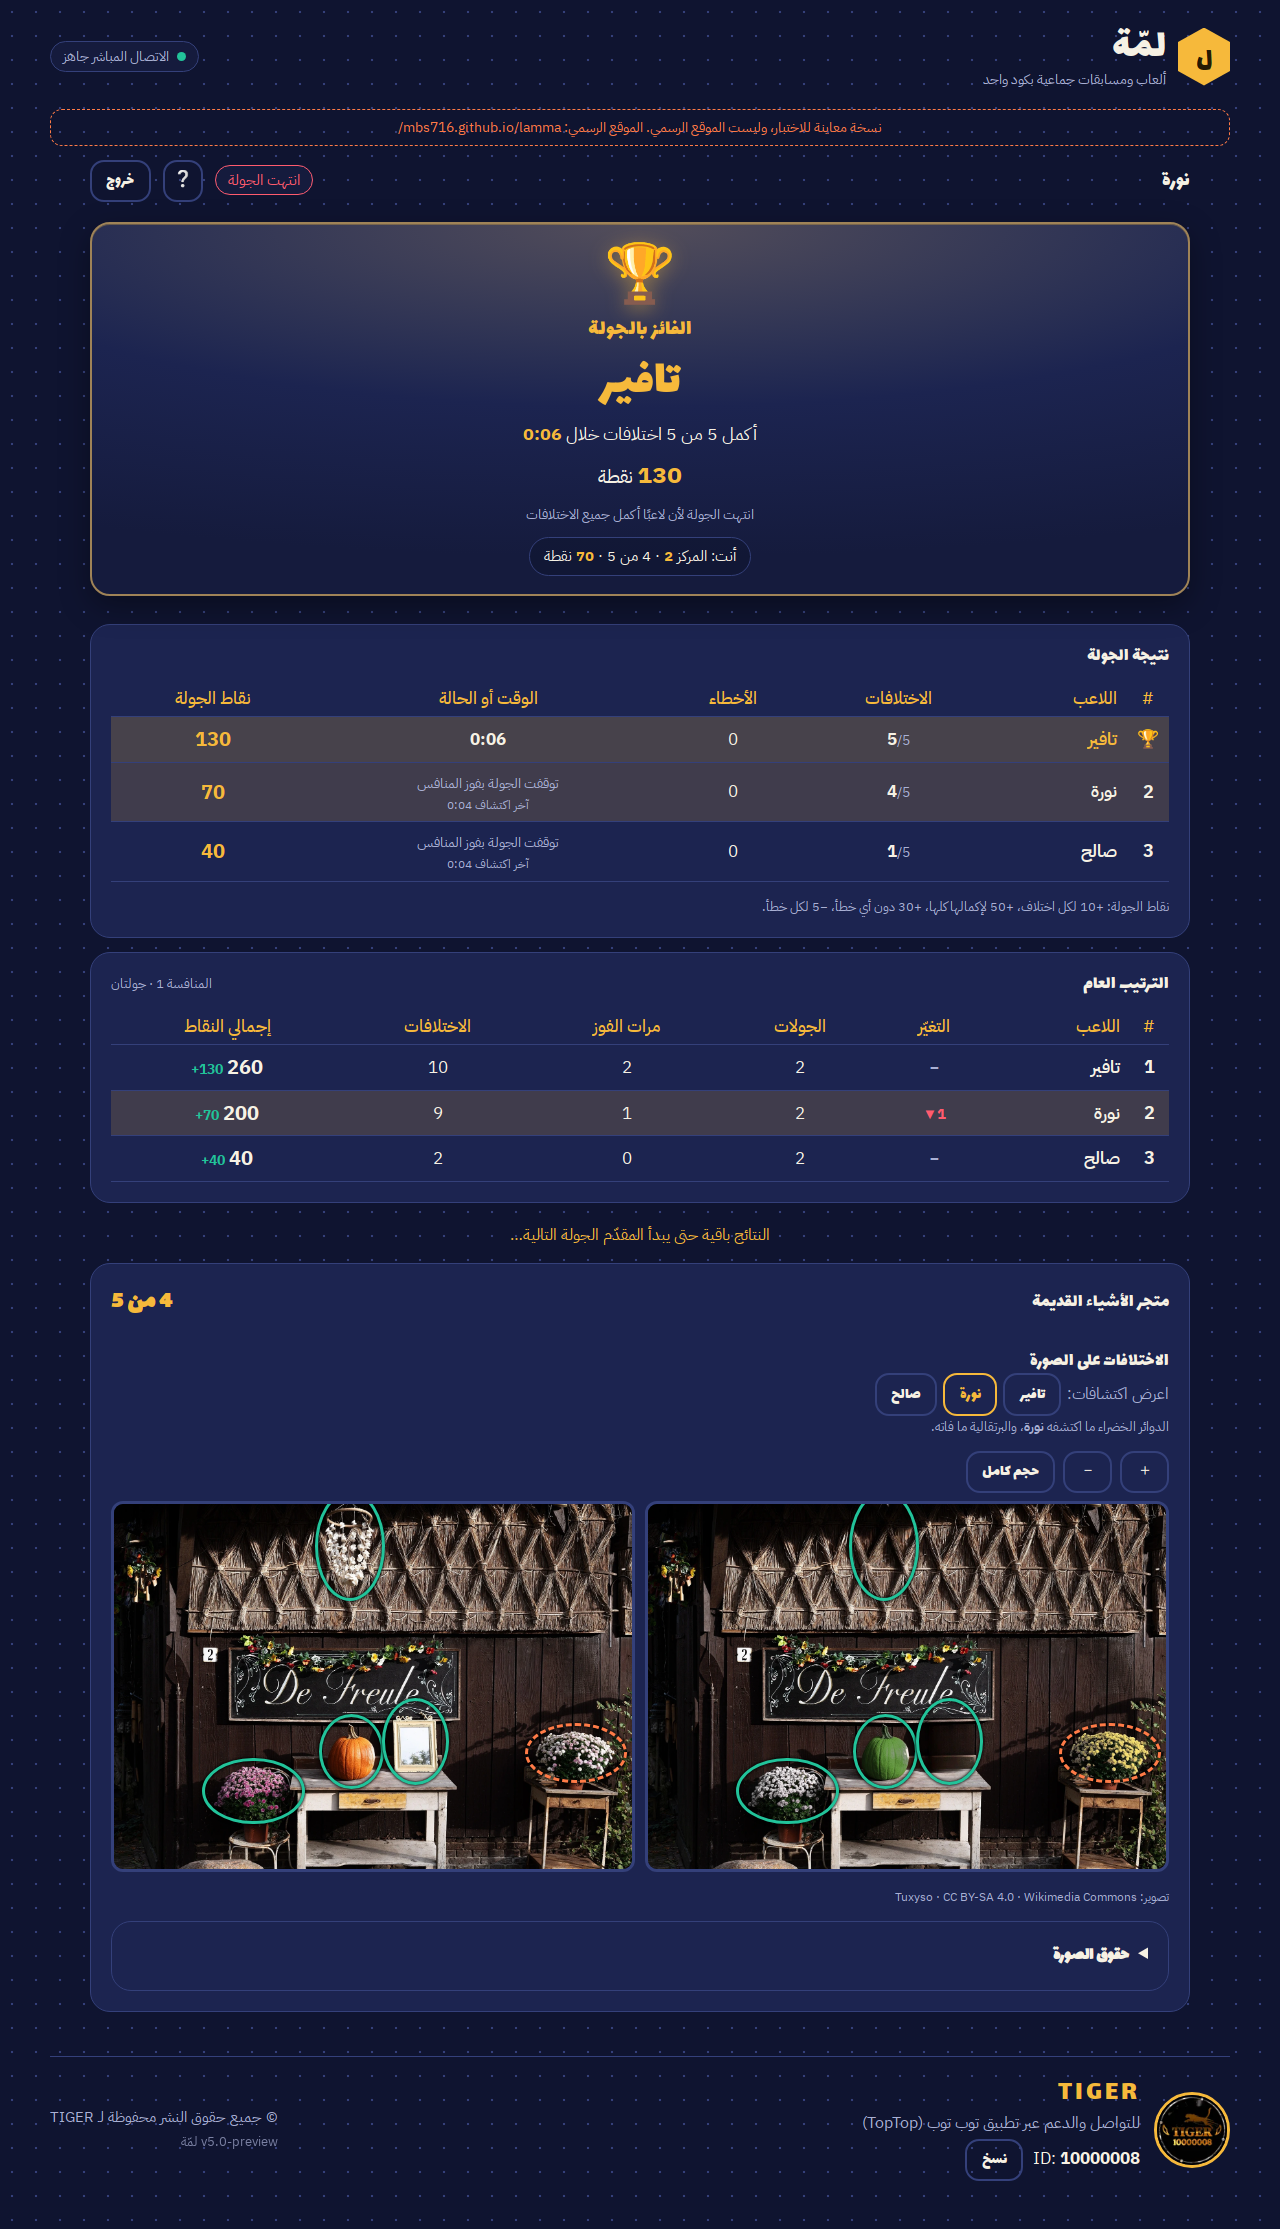 ل
لمّة
ألعاب ومسابقات جماعية بكود واحد
الاتصال المباشر جاهز
نسخة معاينة للاختبار، وليست الموقع الرسمي. الموقع الرسمي: mbs716.github.io/lamma/
نورة
انتهت الجولة
?
خروج
الفائز بالجولة
تافير
أكمل 5 من 5 اختلافات خلال 0:06
130 نقطة
انتهت الجولة لأن لاعبًا أكمل جميع الاختلافات
أنت: المركز 2 · 4 من 5 · 70 نقطة
نتيجة الجولة
# اللاعب الاختلافات الأخطاء الوقت أو الحالة نقاط الجولة
🏆 تافير 5/5 0 0:06 130
2 نورة 4/5 0 توقفت الجولة بفوز المنافس 70
آخر اكتشاف 0:04
3 صالح 1/5 0 توقفت الجولة بفوز المنافس 40
آخر اكتشاف 0:04
نقاط الجولة: +10 لكل اختلاف، +50 لإكمالها كلها، +30 دون أي خطأ، −5 لكل خطأ.
الترتيب العام
المنافسة 1 · جولتان
# اللاعب التغيّر الجولات مرات الفوز الاختلافات إجمالي النقاط
1 تافير – 2 2 10 260 +130
2 نورة ▼1 2 1 9 200 +70
3 صالح – 2 0 2 40 +40
النتائج باقية حتى يبدأ المقدّم الجولة التالية…
متجر الأشياء القديمة
4 من 5
الاختلافات على الصورة
اعرض اكتشافات: تافير نورة صالح
الدوائر الخضراء ما اكتشفه نورة، والبرتقالية ما فاته.
+ − حجم كامل
2
De Freule
2
De Freule
تصوير: Tuxyso · CC BY-SA 4.0 · Wikimedia Commons
◀ حقوق الصورة
TIGER
10000008
TIGER
للتواصل والدعم عبر تطبيق توب توب (TopTop)
ID: 10000008 نسخ
© جميع حقوق النشر محفوظة لـ TIGER
لمّة v5.0-preview